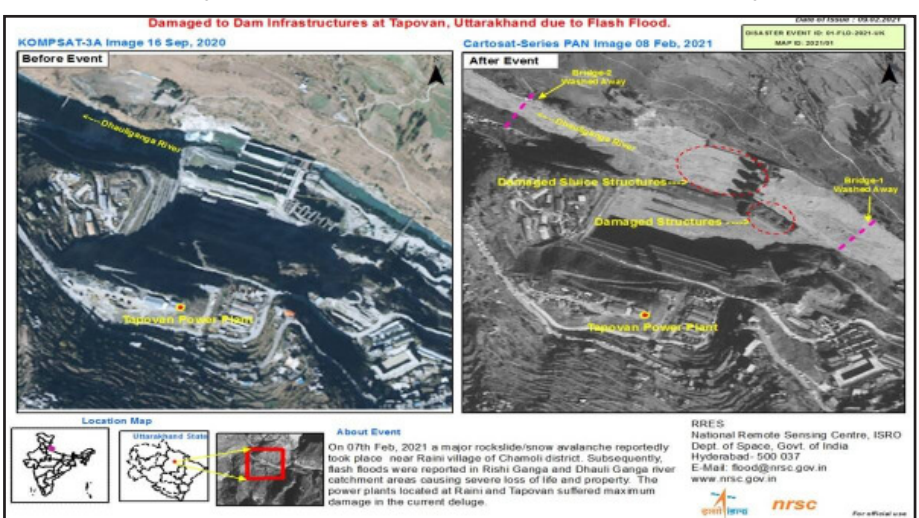 Damaged to Dam Infrastructures at Tapovan, Uttarakhand due to Flash Flood.
Date of Issue : 09.02.2021
DISASTER EVENT ID: 01-FLD-2021-UK
MAP ID: 2021/01
KOMPSAT-3A Image 16 Sep, 2020
Before Event
<----Dhauliganga River
Tapovan Power Plant
Cartosat-Series PAN Image 08 Feb, 2021
After Event
Bridge-2
Washed Away
<----Dhauliganga River
Bridge-1
Washed Away
Damaged Sluice Structures---->
Damaged Structures ---->
Tapovan Power Plant
Location Map
Uttarakhand State
About Event
On 07th Feb, 2021 a major rockslide/snow avalanche reportedly
took place near Raini village of Chamoli district. Subsequently,
flash floods were reported in Rishi Ganga and Dhauli Ganga river
catchment areas causing severe loss of life and property. The
power plants located at Raini and Tapovan suffered maximum
damage in the current deluge.
RRES
National Remote Sensing Centre, ISRO
Dept. of Space, Govt. of India
Hyderabad- 500 037
E-Mail: flood@nrsc.gov.in
www.nrsc.gov.in
इसरो isro
nrsc
For official use